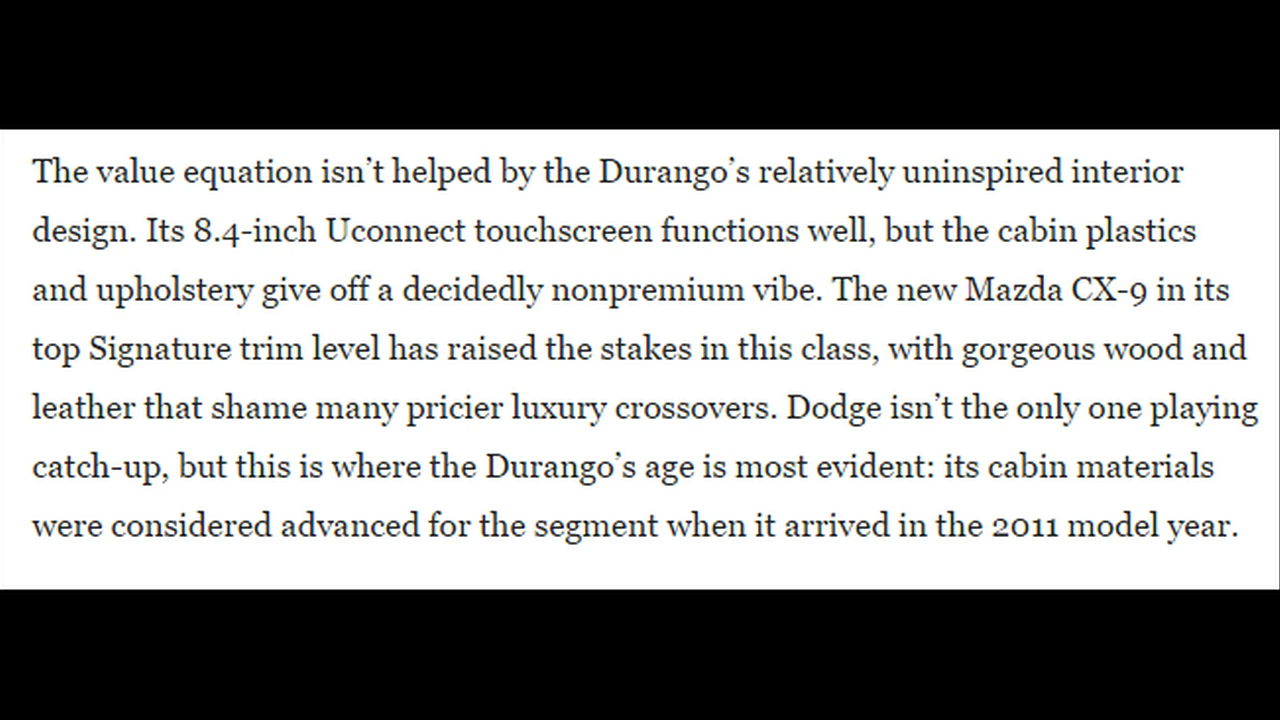 The value equation isn’t helped by the Durango’s relatively uninspired interior
design. Its 8.4-inch Uconnect touchscreen functions well, but the cabin plastics
and upholstery give off a decidedly nonpremium vibe. The new Mazda CX-9 in its
top Signature trim level has raised the stakes in this class, with gorgeous wood and
leather that shame many pricier luxury crossovers. Dodge isn’t the only one playing
catch-up, but this is where the Durango’s age is most evident: its cabin materials
were considered advanced for the segment when it arrived in the 2011 model year.